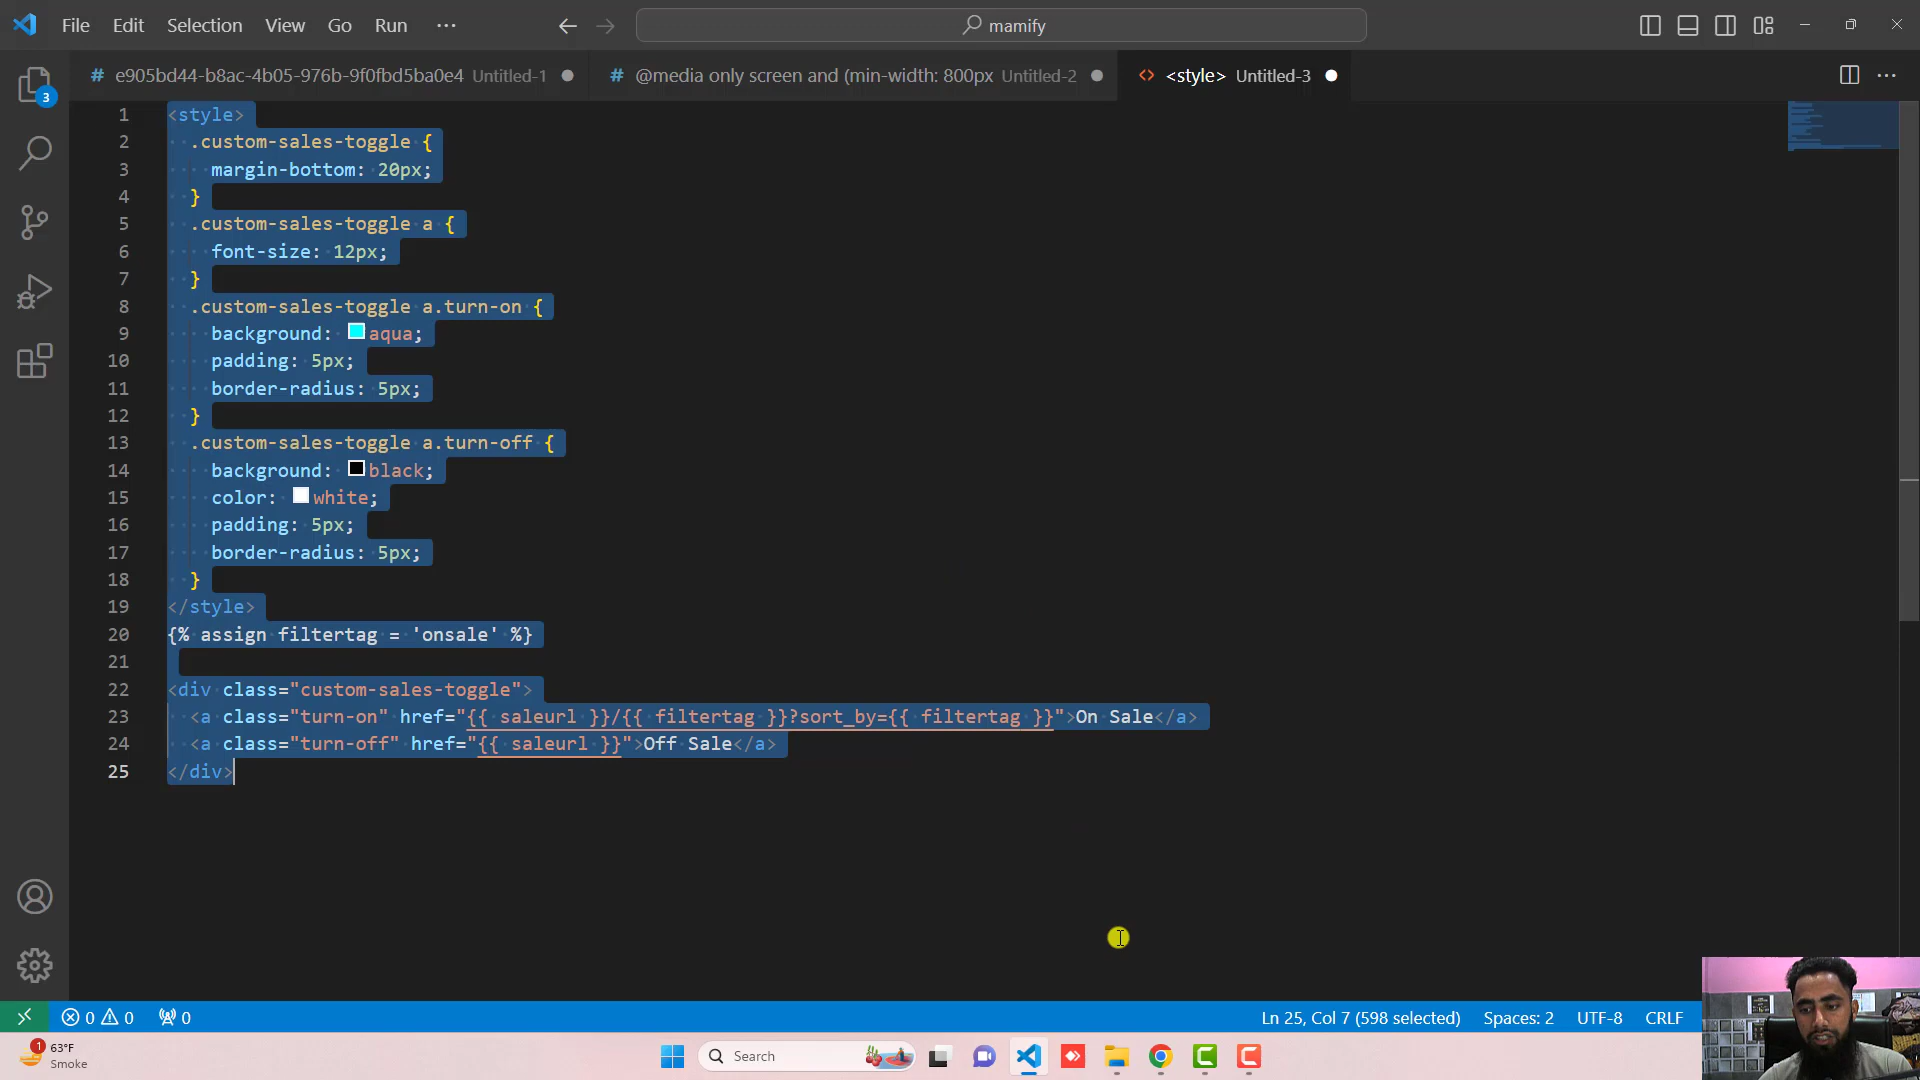 File Edit Selection View Go Run ··· mamify
# e905bd44-b8ac-4b05-976b-9f0fbd5ba0e4 Untitled-1 # @media only screen and (min-width: 800px Untitled-2 <> <style> Untitled-3
3
1 <style>
2 .custom-sales-toggle {
3 margin-bottom: 20px;
4 }
5 .custom-sales-toggle a {
6 font-size: 12px;
7 }
8 .custom-sales-toggle a.turn-on {
9 background: aqua;
10 padding: 5px;
11 border-radius: 5px;
12 }
13 .custom-sales-toggle a.turn-off {
14 background: black;
15 color: white;
16 padding: 5px;
17 border-radius: 5px;
18 }
19 </style>
20 {% assign filtertag = 'onsale' %}
21
22 <div class="custom-sales-toggle">
23 <a class="turn-on" href="{{ saleurl }}/{{ filtertag }}?sort_by={{ filtertag }}">On Sale</a>
24 <a class="turn-off" href="{{ saleurl }}">Off Sale</a>
25 </div>
0 0 0 Ln 25, Col 7 (598 selected) Spaces: 2 UTF-8 CRLF
1 63°F
Smoke
Search